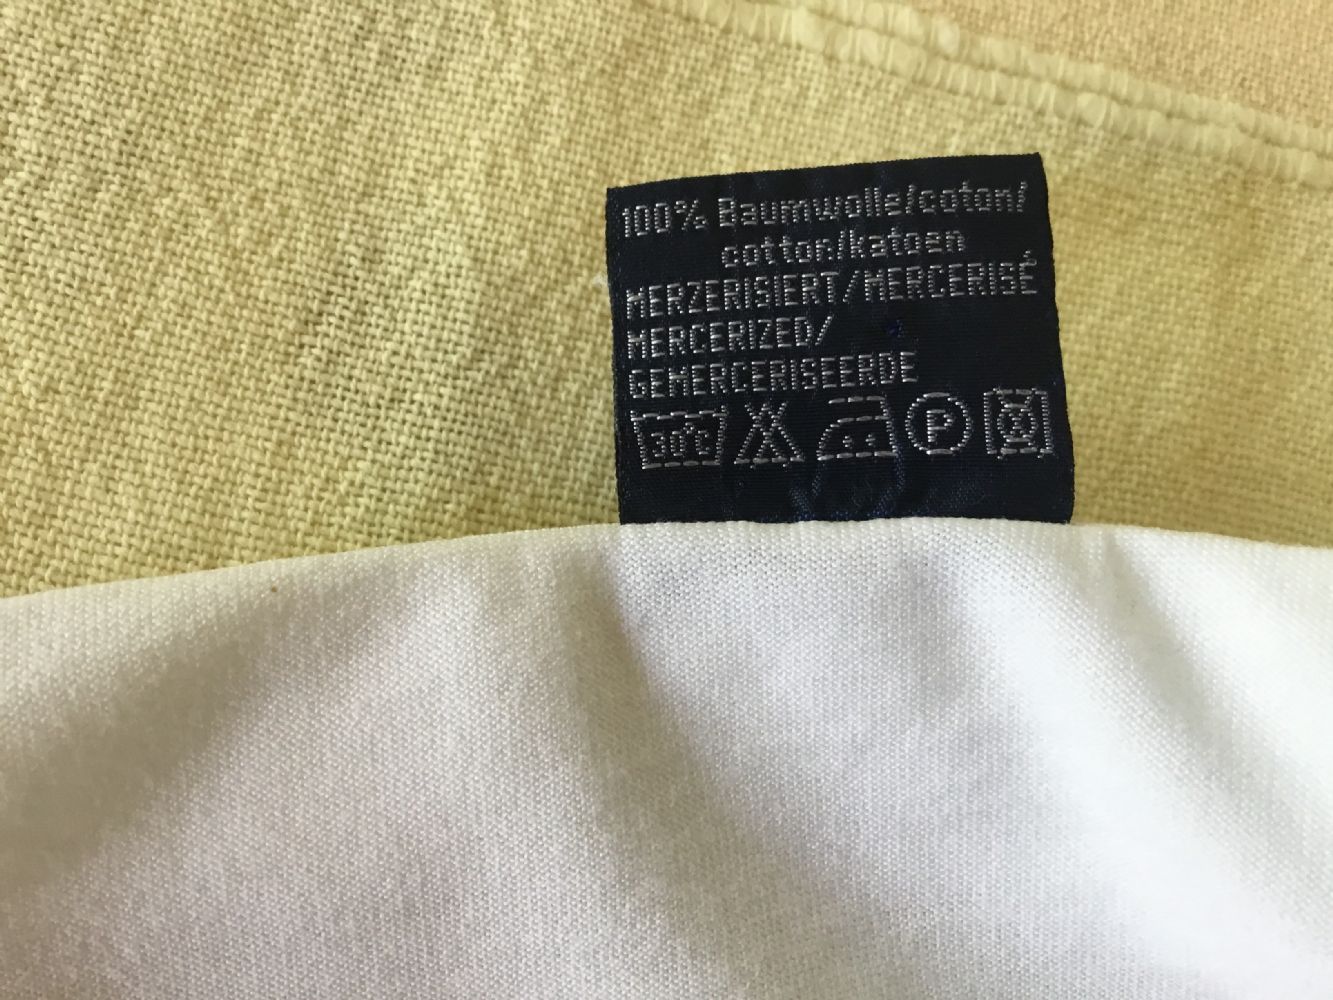 100% Baumwolle/coton/
cotton/katoen
MERZERISIERT/MERCERISÉ
MERCERIZED/
GEMERCERISEERDE
30°C
P